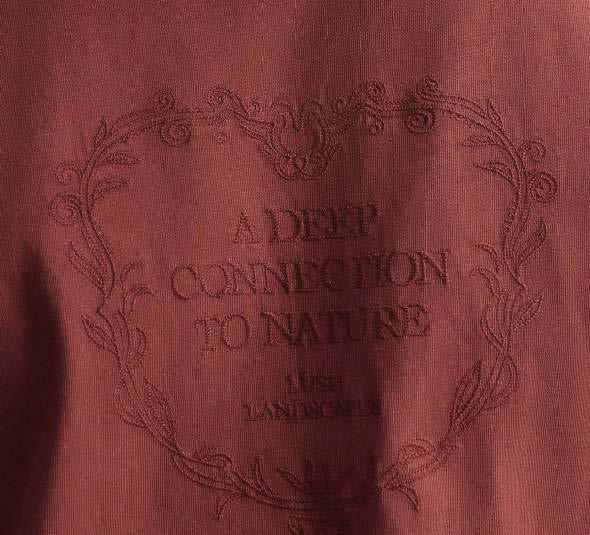 A DEEP
CONNECTION
TO NATURE
LUSH
LANDSCAPES